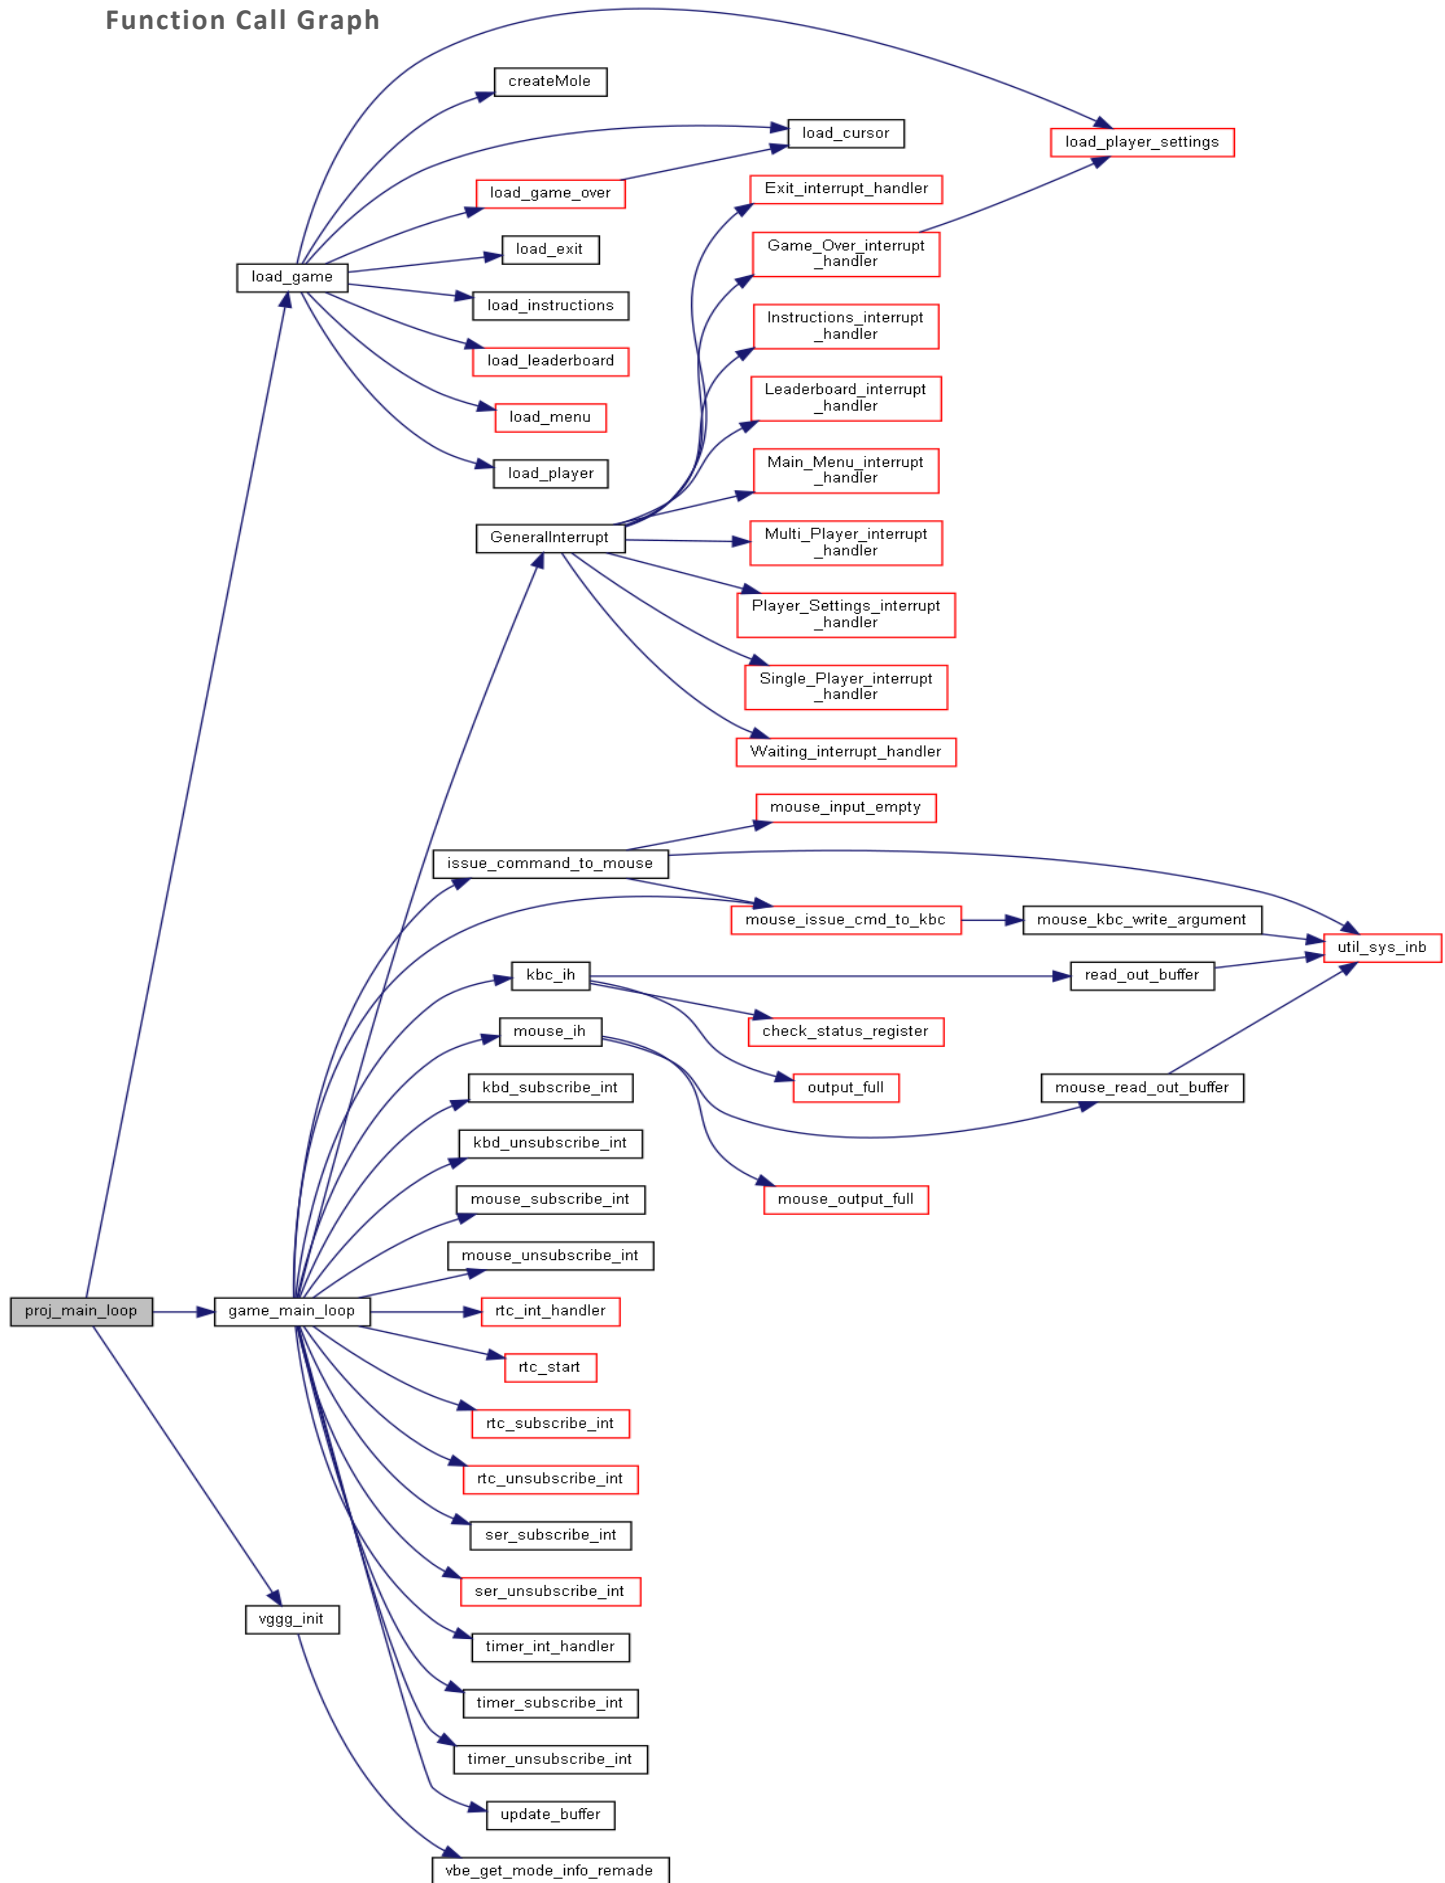 Function Call Graph
createMole
load_cursor
load_player_settings
load_game_over
Exit_interrupt_handler
Game_Over_interrupt
_handler
load_exit
load_game
load_instructions
Instructions_interrupt
_handler
load_leaderboard
Leaderboard_interrupt
_handler
load_menu
load_player
Main_Menu_interrupt
_handler
GeneralInterrupt
Multi_Player_interrupt
_handler
Player_Settings_interrupt
_handler
Single_Player_interrupt
_handler
Waiting_interrupt_handler
mouse_input_empty
issue_command_to_mouse
mouse_issue_cmd_to_kbc
mouse_kbc_write_argument
util_sys_inb
kbc_ih
read_out_buffer
mouse_ih
check_status_register
kbd_subscribe_int
output_full
mouse_read_out_buffer
kbd_unsubscribe_int
mouse_subscribe_int
mouse_output_full
mouse_unsubscribe_int
proj_main_loop
game_main_loop
rtc_int_handler
rtc_start
rtc_subscribe_int
rtc_unsubscribe_int
ser_subscribe_int
ser_unsubscribe_int
vggg_init
timer_int_handler
timer_subscribe_int
timer_unsubscribe_int
update_buffer
vbe_get_mode_info_remade